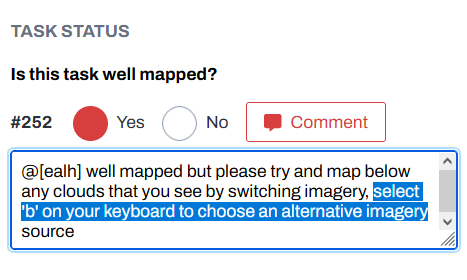 TASK STATUS
Is this task well mapped?
#252 Yes No Comment
@[ealh] well mapped but please try and map below
any clouds that you see by switching imagery, select
'b' on your keyboard to choose an alternative imagery
source